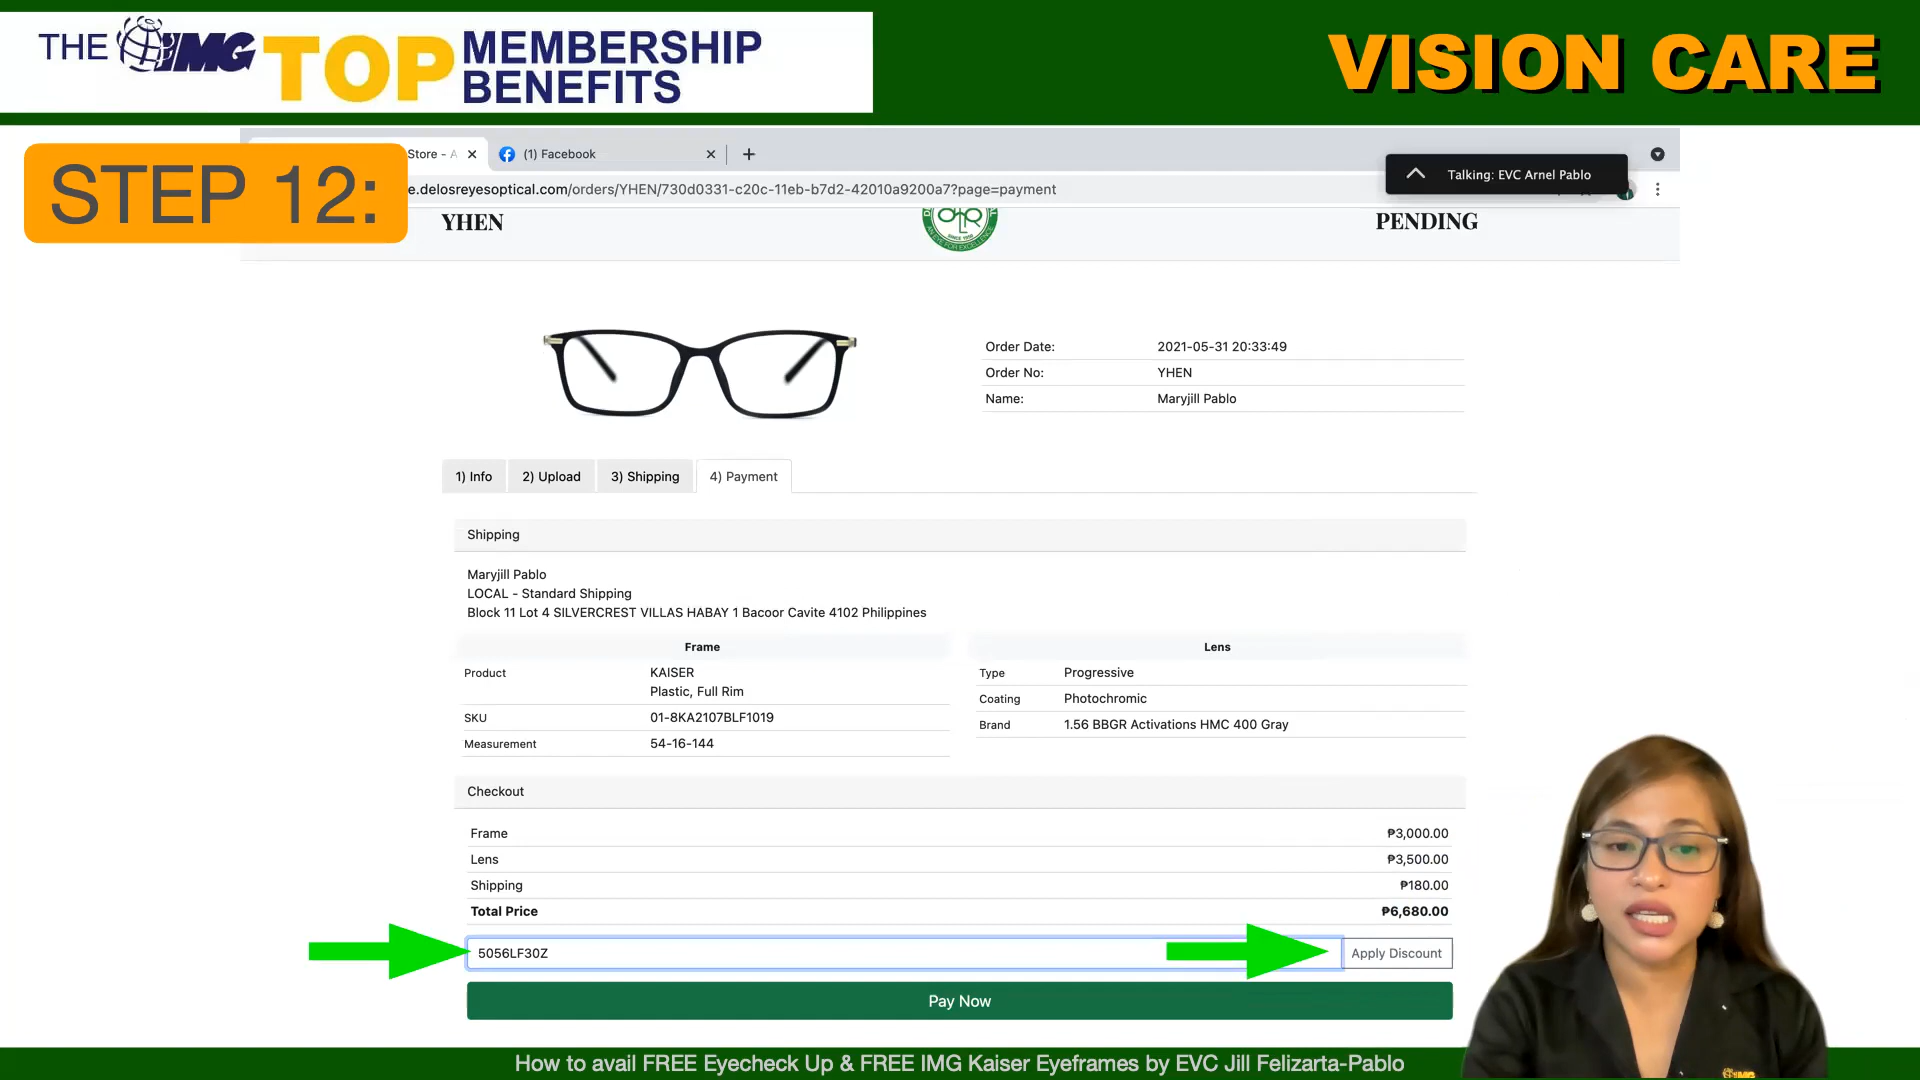 THE IMG TOP MEMBERSHIP BENEFITS
VISION CARE
STEP 12:
Store - A
(1) Facebook
e.delosreyesoptical.com/orders/YHEN/730d0331-c20c-11eb-b7d2-42010a9200a7?page=payment
Talking: EVC Arnel Pablo
YHEN
PENDING
Order Date: 2021-05-31 20:33:49
Order No: YHEN
Name: Maryjill Pablo
1) Info 2) Upload 3) Shipping 4) Payment
Shipping
Maryjill Pablo
LOCAL - Standard Shipping
Block 11 Lot 4 SILVERCREST VILLAS HABAY 1 Bacoor Cavite 4102 Philippines
Frame
Product KAISER
Plastic, Full Rim
SKU 01-8KA2107BLF1019
Measurement 54-16-144
Lens
Type Progressive
Coating Photochromic
Brand 1.56 BBGR Activations HMC 400 Gray
Checkout
Frame ₱3,000.00
Lens ₱3,500.00
Shipping ₱180.00
Total Price ₱6,680.00
5056LF30Z
Apply Discount
Pay Now
How to avail FREE Eyecheck Up & FREE IMG Kaiser Eyeframes by EVC Jill Felizarta-Pablo